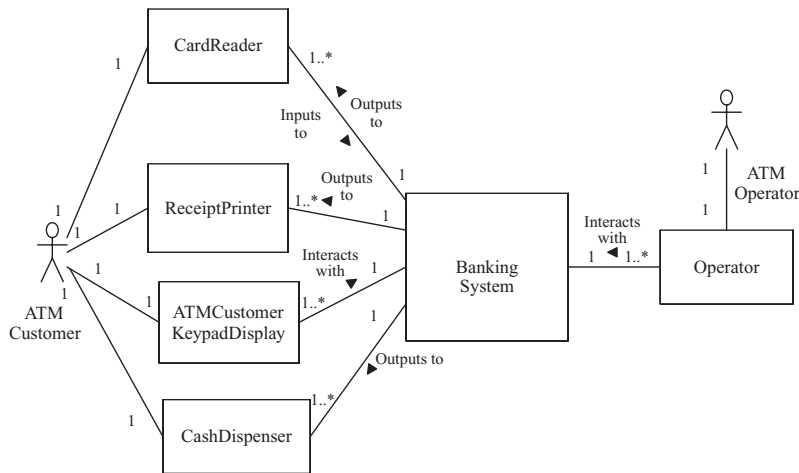 CardReader
1
1..*
Outputs
to
Inputs
to
1
ReceiptPrinter
1
1..*
Outputs
to
1
1
1
1
1
ATM
Customer
ATMCustomer
KeypadDisplay
1
1..*
Interacts
with
1
Banking
System
1
Outputs to
1..*
CashDispenser
1
1
1..*
Interacts
with
Operator
1
1
ATM
Operator